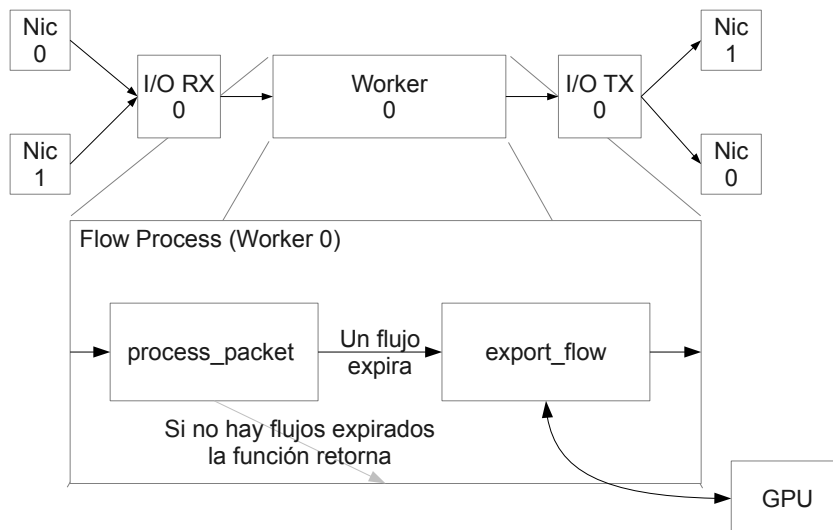 Nic
0
Nic
1
I/O RX
0
Worker
0
I/O TX
0
Nic
1
Nic
0
Flow Process (Worker 0)
process_packet
Un flujo
expira
export_flow
Si no hay flujos expirados
la función retorna
GPU